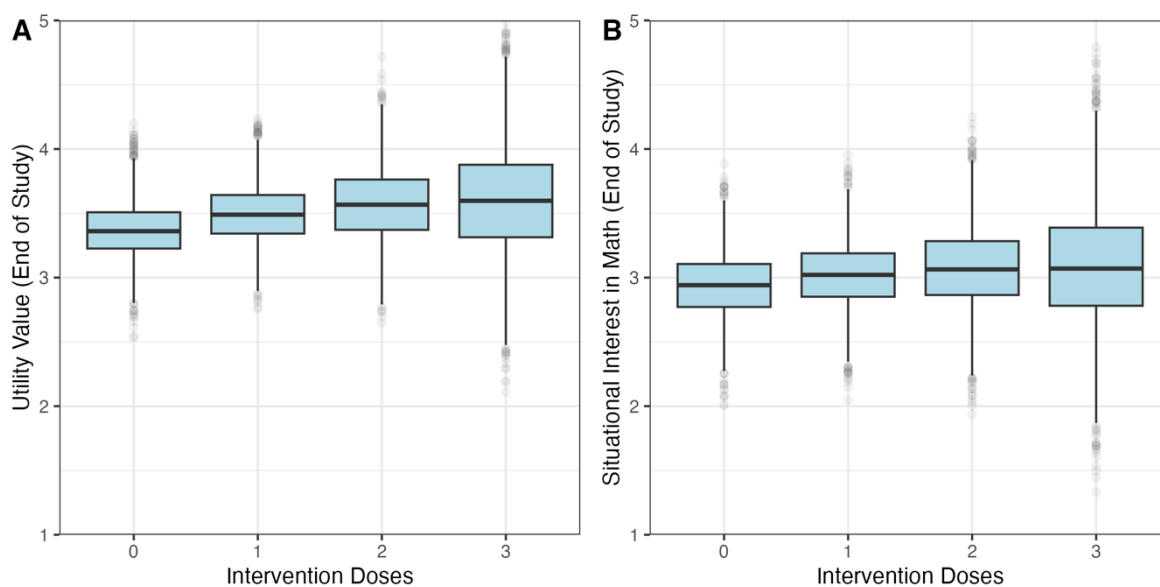 A
Utility Value (End of Study)
5
4
3
2
1
0 1 2 3
Intervention Doses
B
Situational Interest in Math (End of Study)
5
4
3
2
1
0 1 2 3
Intervention Doses